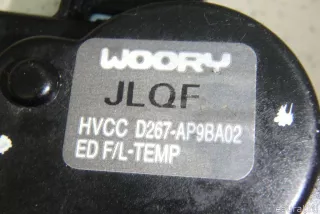 WOORY
JLQF
HVCC D267-AP9BA02
ED F/L-TEMP